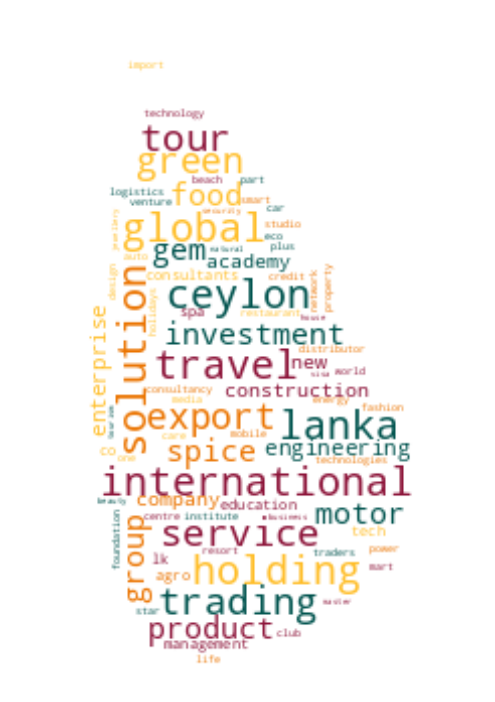 import
technology
tour
green
beach part
logistics food smart
venture
car
security
jewellery
global studio
eco
gem natural plus
auto academy
consultants credit
design
network
property
ceylon
holidays
spa restaurant
house
investment
solution
enterprise
distributor
travel new
visa world
consultancy construction
media energy
fashion
export lanka
tourism
care mobile
co spice engineering
one technologies
international
beauty company education
centre institute business motor
foundation
group
service tech
resort traders power
lk mart
agro holding
trading master
star
product club
management
life